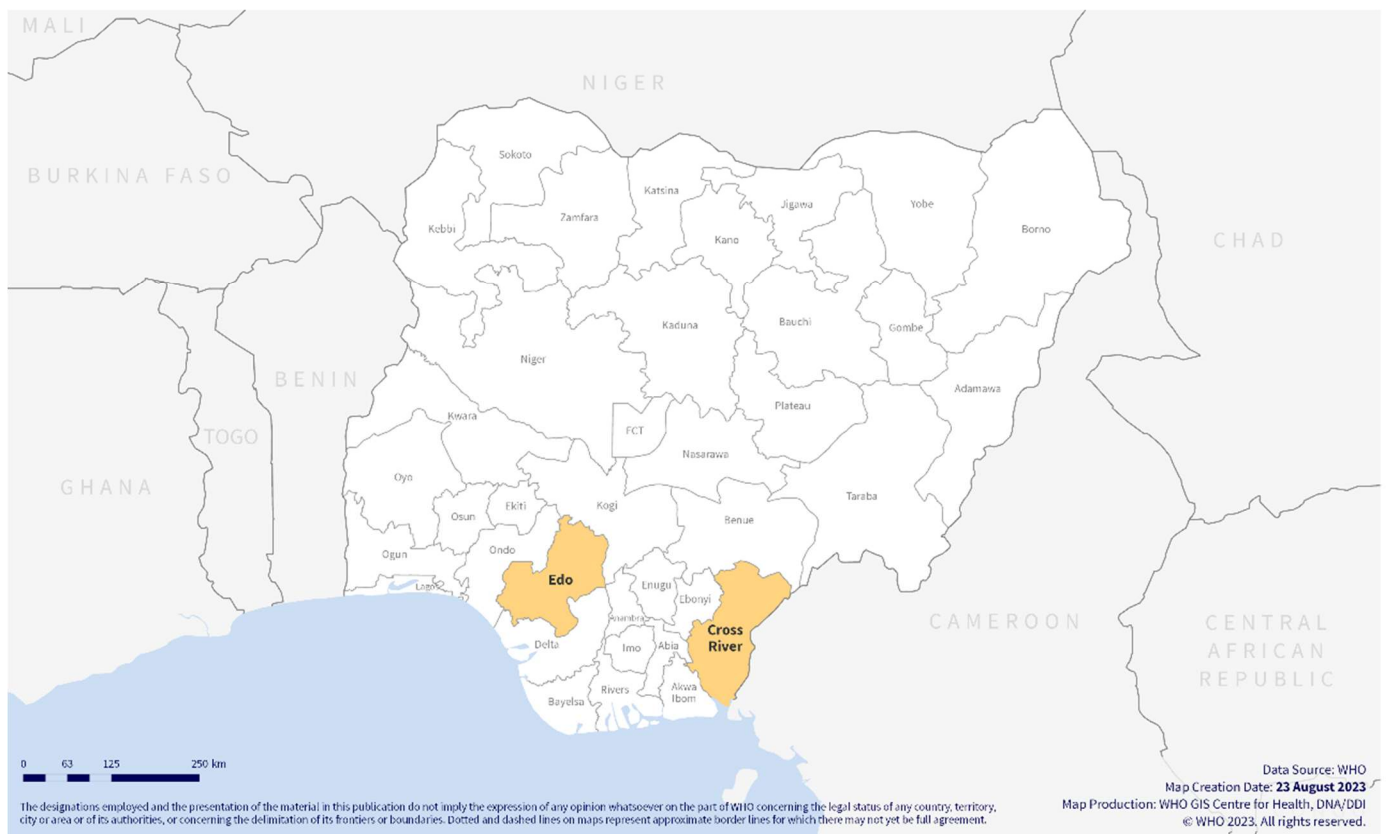 MALI
NIGER
BURKINA FASO
CHAD
Sokoto
Katsina
Jigawa
Yobe
Zamfara
Kebbi
Kano
Borno
Kaduna
Bauchi
Gombe
Niger
BENIN
Adamawa
Plateau
Kwara
TOGO
FCT
Nasarawa
GHANA
Oyo
Taraba
Ekiti
Kogi
Osun
Benue
Ogun
Ondo
Edo
Lagos
Enugu
Ebonyi
Anambra
CAMEROON
CENTRAL
AFRICAN
REPUBLIC
Cross
River
Delta
Imo
Abia
Bayelsa
Rivers
Akwa
Ibom
0 63 125 250 km
Data Source: WHO
Map Creation Date: 23 August 2023
Map Production: WHO GIS Centre for Health, DNA/DDI
© WHO 2023. All rights reserved.
The designations employed and the presentation of the material in this publication do not imply the expression of any opinion whatsoever on the part of WHO concerning the legal status of any country, territory,
city or area or of its authorities, or concerning the delimitation of its frontiers or boundaries. Dotted and dashed lines on maps represent approximate border lines for which there may not yet be full agreement.